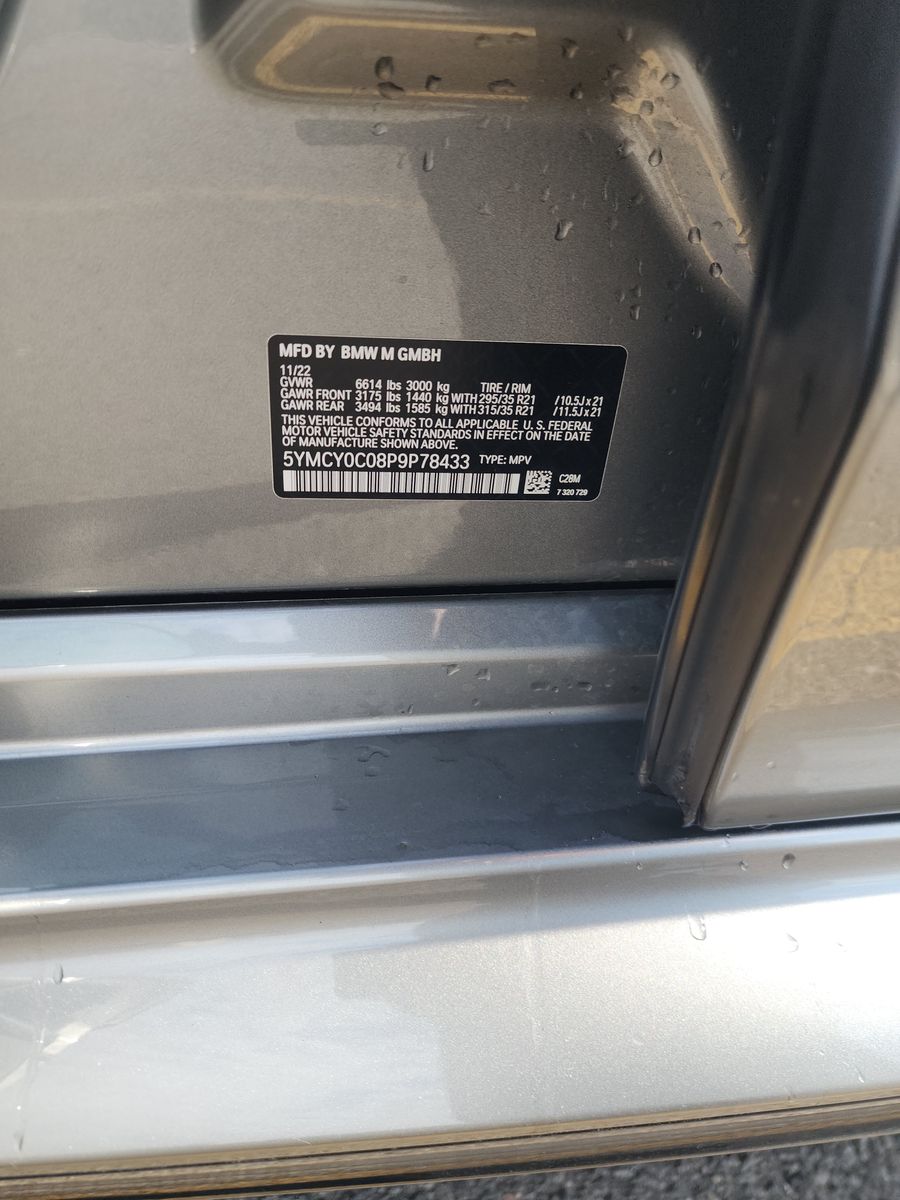 MFD BY BMW M GMBH
11/22
GVWR 6614 lbs 3000 kg TIRE / RIM
GAWR FRONT 3175 lbs 1440 kg WITH 295/35 R21 /10.5J x 21
GAWR REAR 3494 lbs 1585 kg WITH 315/35 R21 /11.5J x 21
THIS VEHICLE CONFORMS TO ALL APPLICABLE U. S. FEDERAL
MOTOR VEHICLE SAFETY STANDARDS IN EFFECT ON THE DATE
OF MANUFACTURE SHOWN ABOVE.
5YMCY0C08P9P78433 TYPE: MPV
C28M
7 320 729